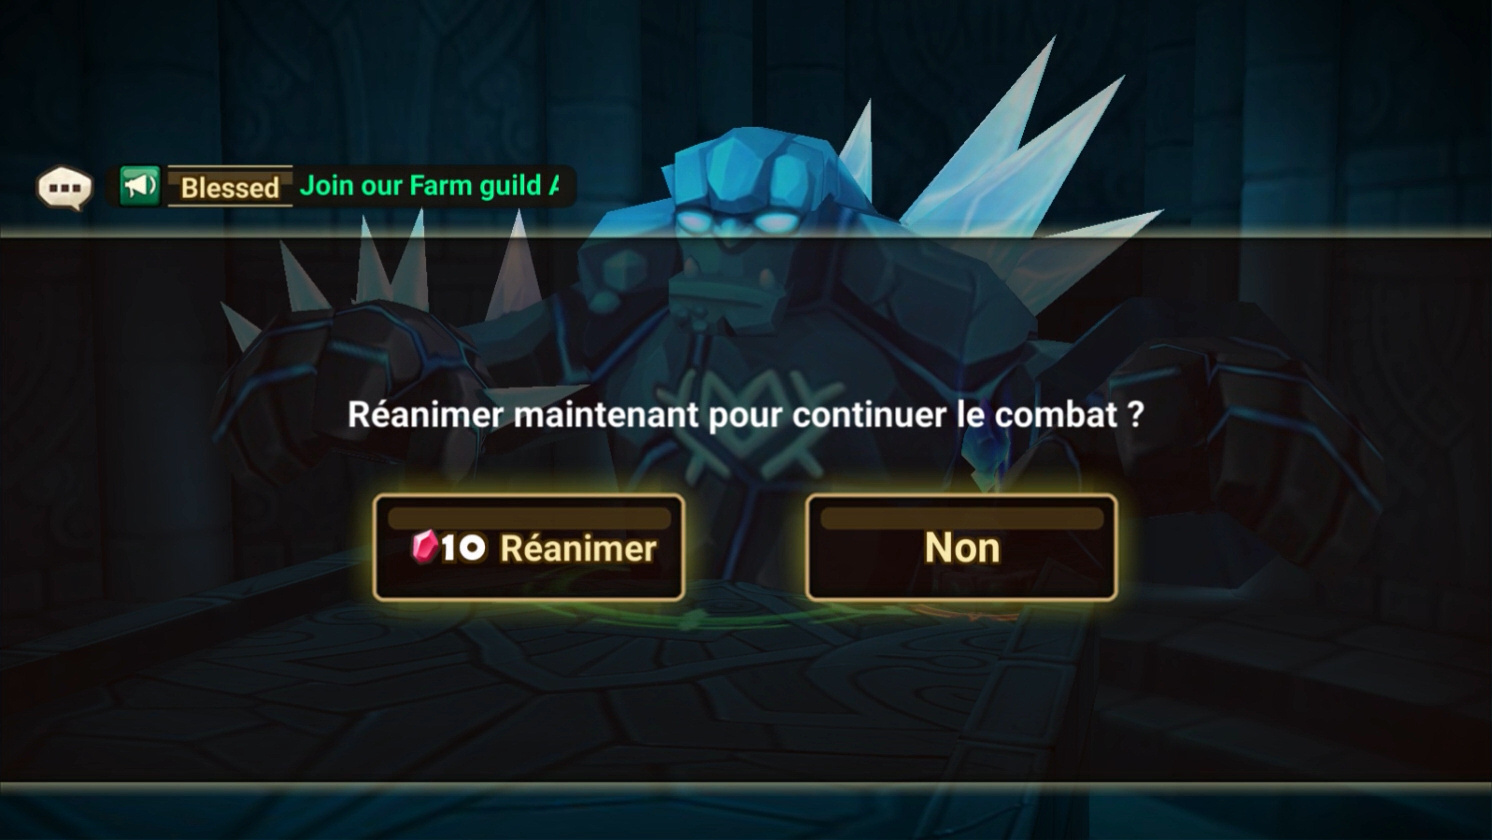 Blessed Join our Farm guild
Réanimer maintenant pour continuer le combat ?
10 Réanimer
Non